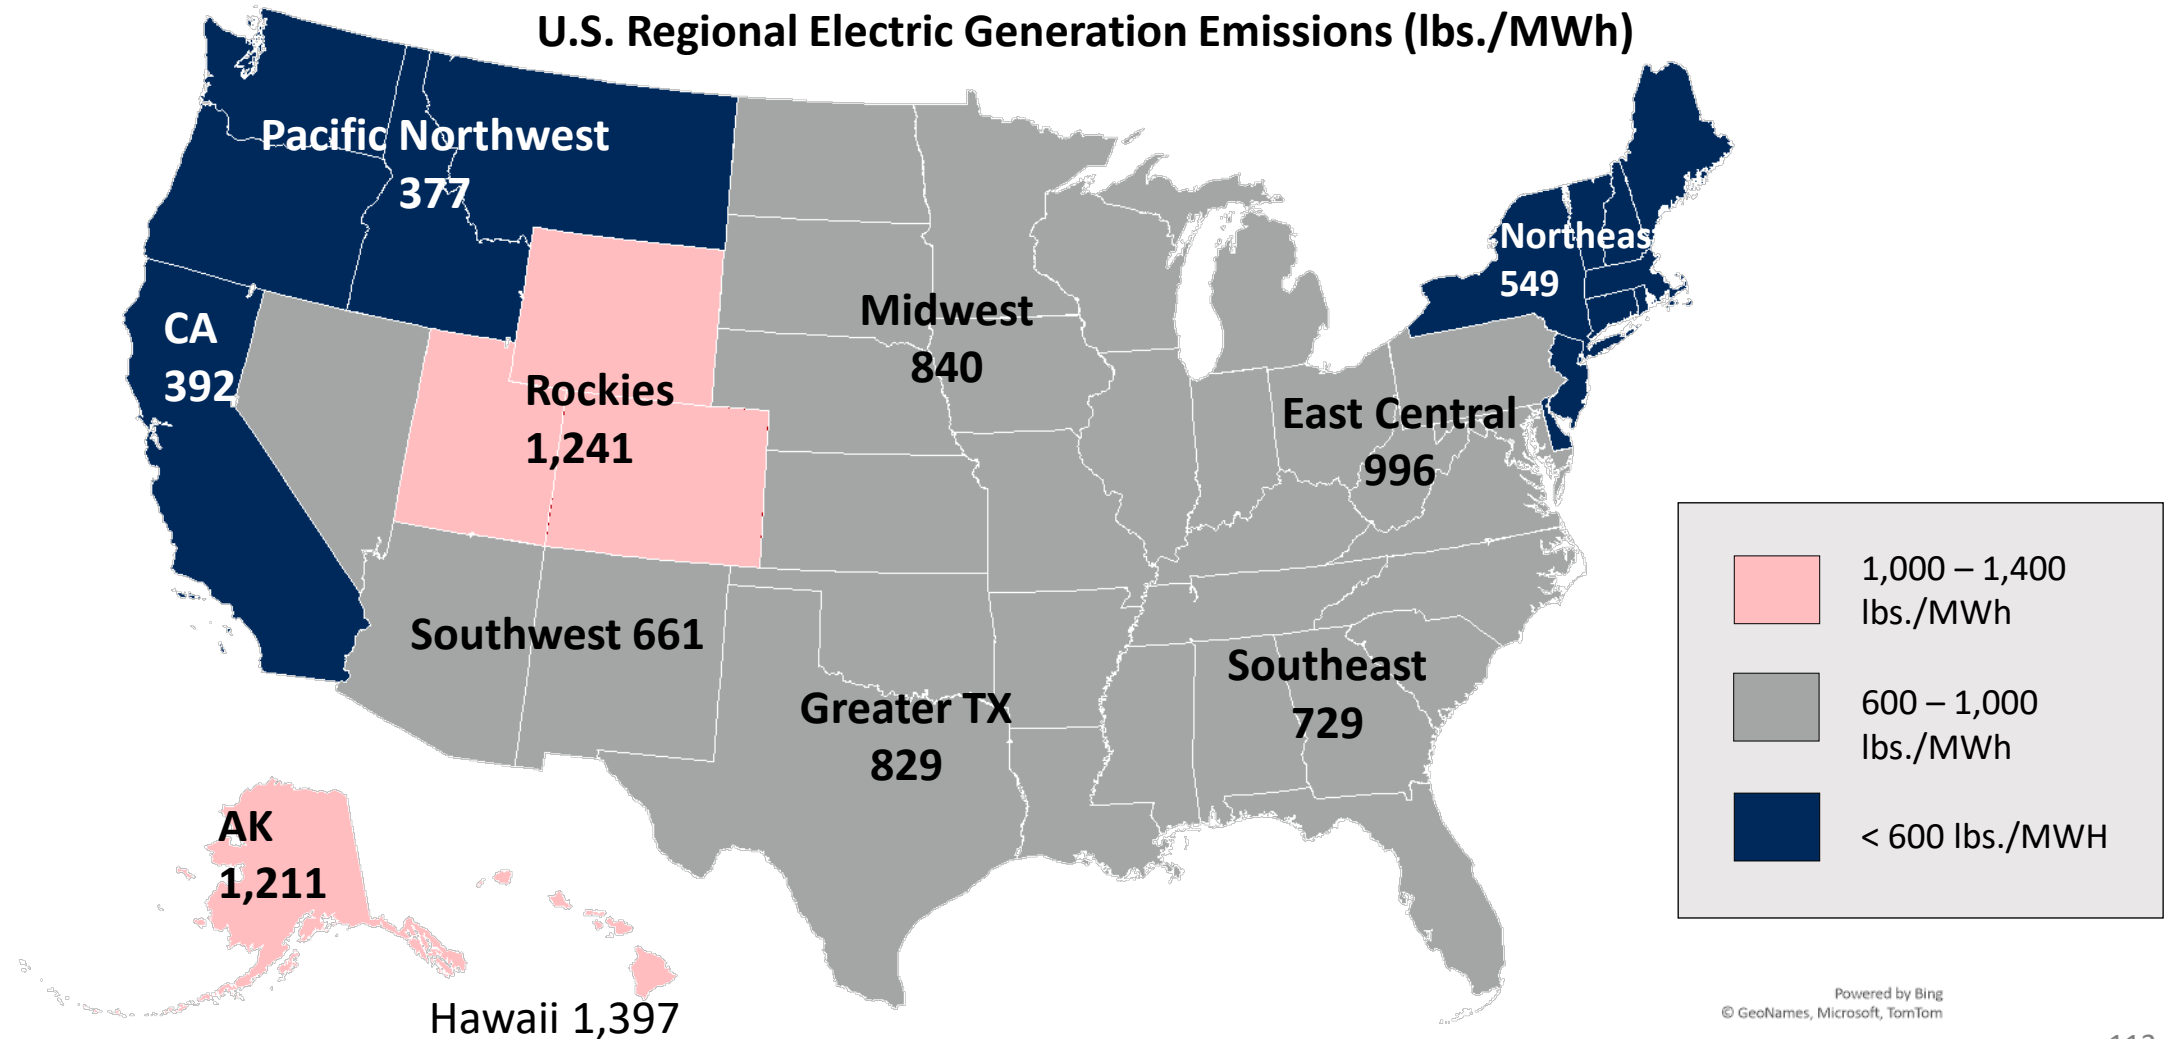 U.S. Regional Electric Generation Emissions (lbs./MWh)
Pacific Northwest
377
Northeas
549
CA
392
Midwest
840
Rockies
1,241
East Central
996
Southwest 661
Southeast
729
Greater TX
829
AK
1,211
Hawaii 1,397
1,000 – 1,400
lbs./MWh
600 – 1,000
lbs./MWh
< 600 lbs./MWH
Powered by Bing
© GeoNames, Microsoft, TomTom